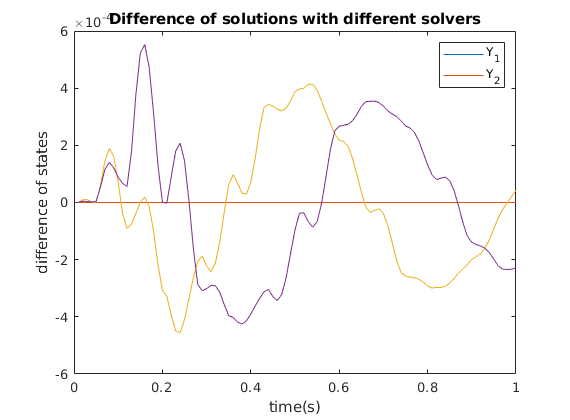 ×10⁻⁴
Difference of solutions with different solvers
6
4
2
0
-2
-4
-6
difference of states
Y₁
Y₂
0 0.2 0.4 0.6 0.8 1
time(s)